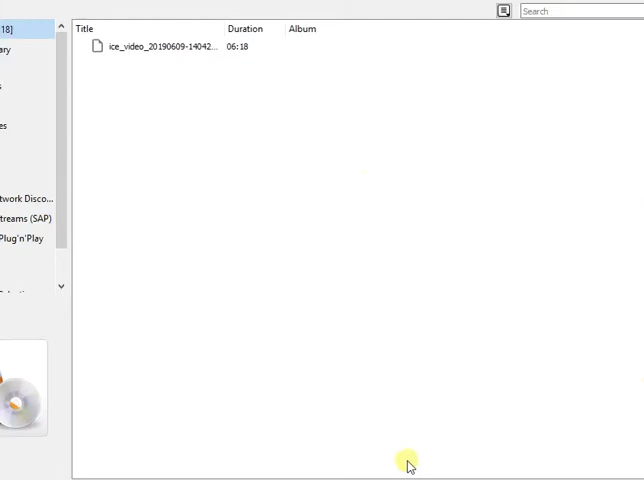 Search
18]
Title Duration Album
ice_video_20190609-14042... 06:18
ary
s
es
twork Disco...
treams (SAP)
Plug'n'Play